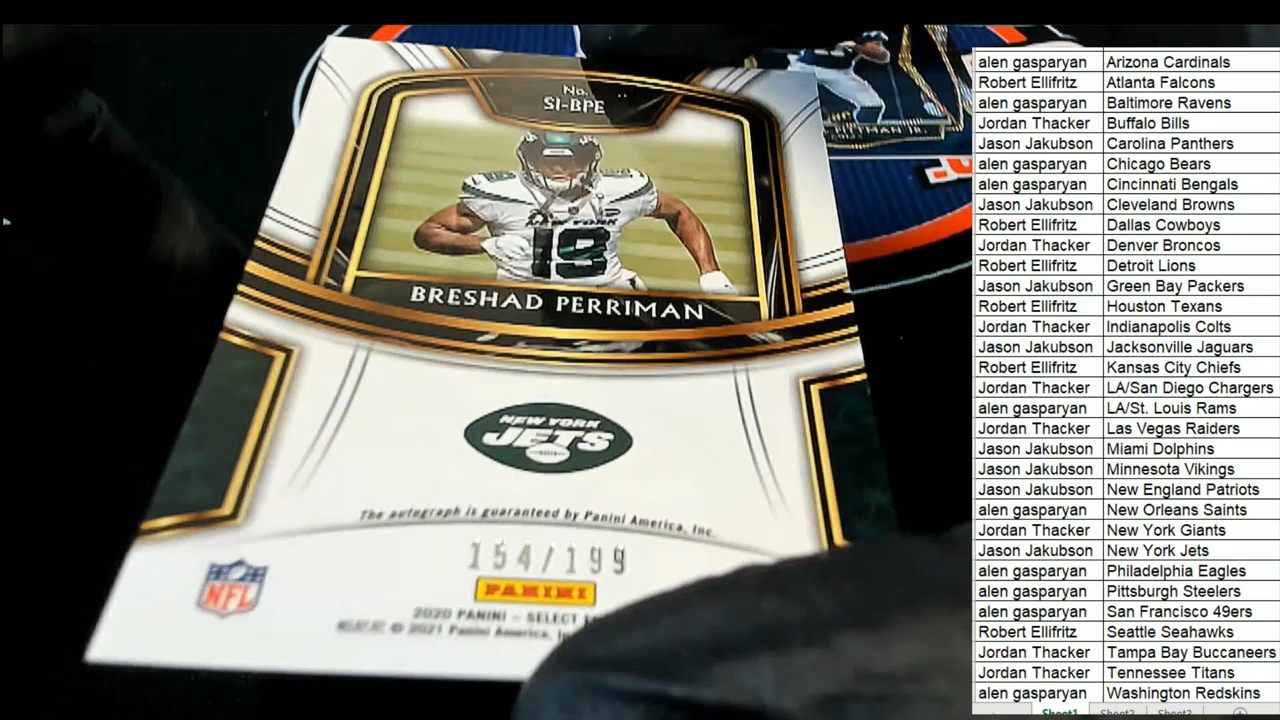 No.
SI-BPE
NEW YORK
19
BRESHAD PERRIMAN
NEW YORK
JETS
The autograph is guaranteed by Panini America, Inc.
154/199
NFL
PANINI
2020 PANINI – SELECT
© 2021 Panini America, Inc.
PITTMAN JR.
alen gasparyan Arizona Cardinals
Robert Ellifritz Atlanta Falcons
alen gasparyan Baltimore Ravens
Jordan Thacker Buffalo Bills
Jason Jakubson Carolina Panthers
alen gasparyan Chicago Bears
alen gasparyan Cincinnati Bengals
Jason Jakubson Cleveland Browns
Robert Ellifritz Dallas Cowboys
Jordan Thacker Denver Broncos
Robert Ellifritz Detroit Lions
Jason Jakubson Green Bay Packers
Robert Ellifritz Houston Texans
Jordan Thacker Indianapolis Colts
Jason Jakubson Jacksonville Jaguars
Robert Ellifritz Kansas City Chiefs
Jordan Thacker LA/San Diego Chargers
alen gasparyan LA/St. Louis Rams
Jordan Thacker Las Vegas Raiders
Jason Jakubson Miami Dolphins
Jason Jakubson Minnesota Vikings
Jason Jakubson New England Patriots
alen gasparyan New Orleans Saints
Jordan Thacker New York Giants
Jason Jakubson New York Jets
alen gasparyan Philadelphia Eagles
alen gasparyan Pittsburgh Steelers
alen gasparyan San Francisco 49ers
Robert Ellifritz Seattle Seahawks
Jordan Thacker Tampa Bay Buccaneers
Jordan Thacker Tennessee Titans
alen gasparyan Washington Redskins
Sheet1 Sheet2 Sheet3